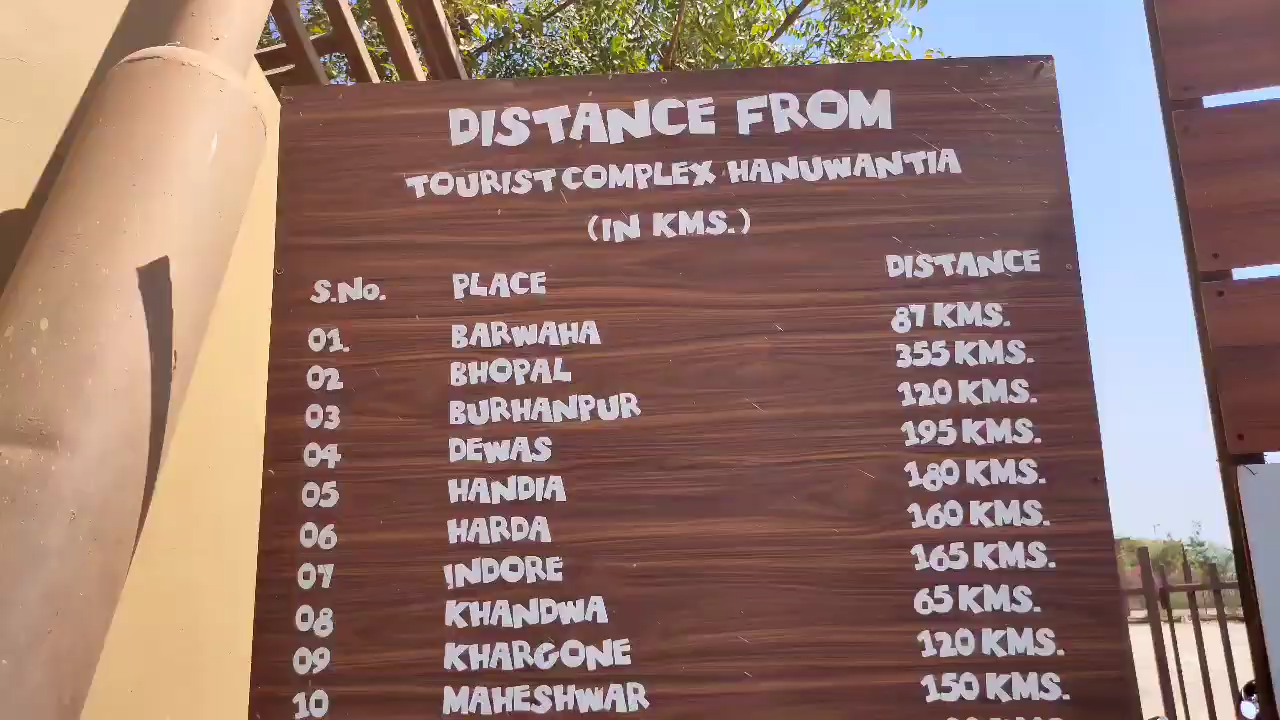 DISTANCE FROM
TOURIST COMPLEX HANUWANTIA
(IN KMS.)
S.NO. PLACE DISTANCE
01. BARWAHA 87 KMS.
02 BHOPAL 355 KMS.
03 BURHANPUR 120 KMS.
04 DEWAS 195 KMS.
05 HANDIA 180 KMS.
06 HARDA 160 KMS.
07 INDORE 165 KMS.
08 KHANDWA 65 KMS.
09 KHARGONE 120 KMS.
10 MAHESHWAR 150 KMS.